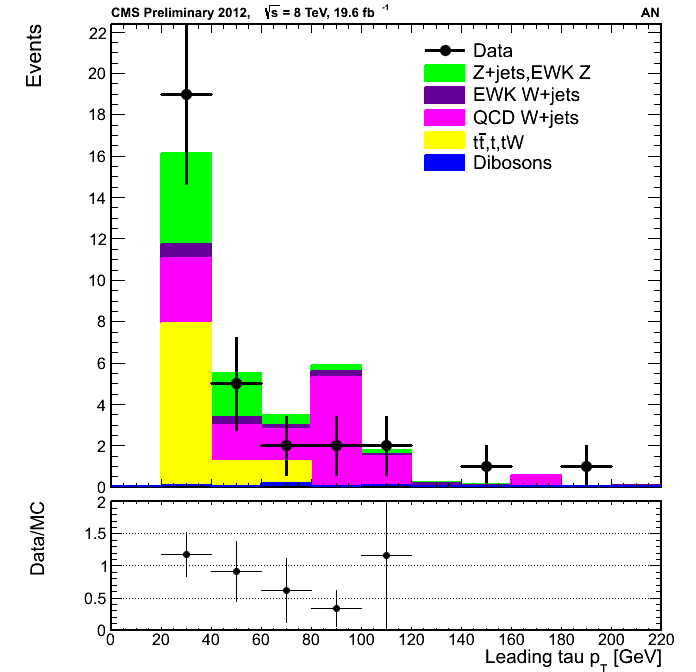 CMS Preliminary 2012, √s = 8 TeV, 19.6 fb⁻¹ AN
Events
22
20
18
16
14
12
10
8
6
4
2
0
Data
Z+jets,EWK Z
EWK W+jets
QCD W+jets
tt̄,t,tW
Dibosons
Data/MC
2
1.5
1
0.5
0
0 20 40 60 80 100 120 140 160 180 200 220
Leading tau p_T [GeV]